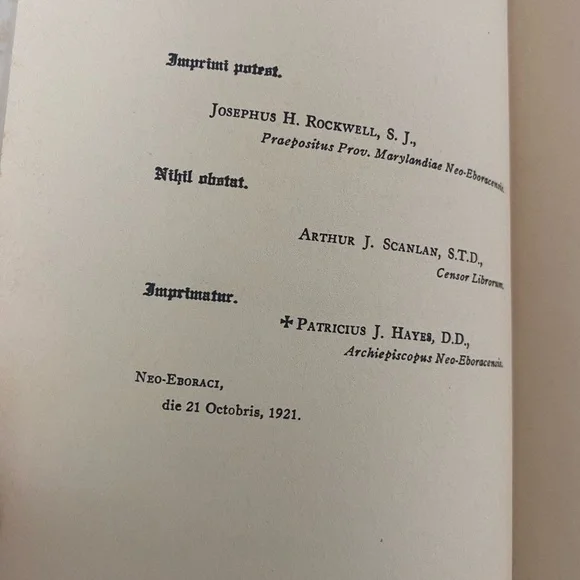 Imprimi potest.
Josephus H. Rockwell, S. J.,
Praepositus Prov. Marylandiae Neo-Eboracensis.
Nihil obstat.
Arthur J. Scanlan, S.T.D.,
Censor Librorum.
Imprimatur.
✠ Patricius J. Hayes, D.D.,
Archiepiscopus Neo-Eboracensis.
Neo-Eboraci,
die 21 Octobris, 1921.